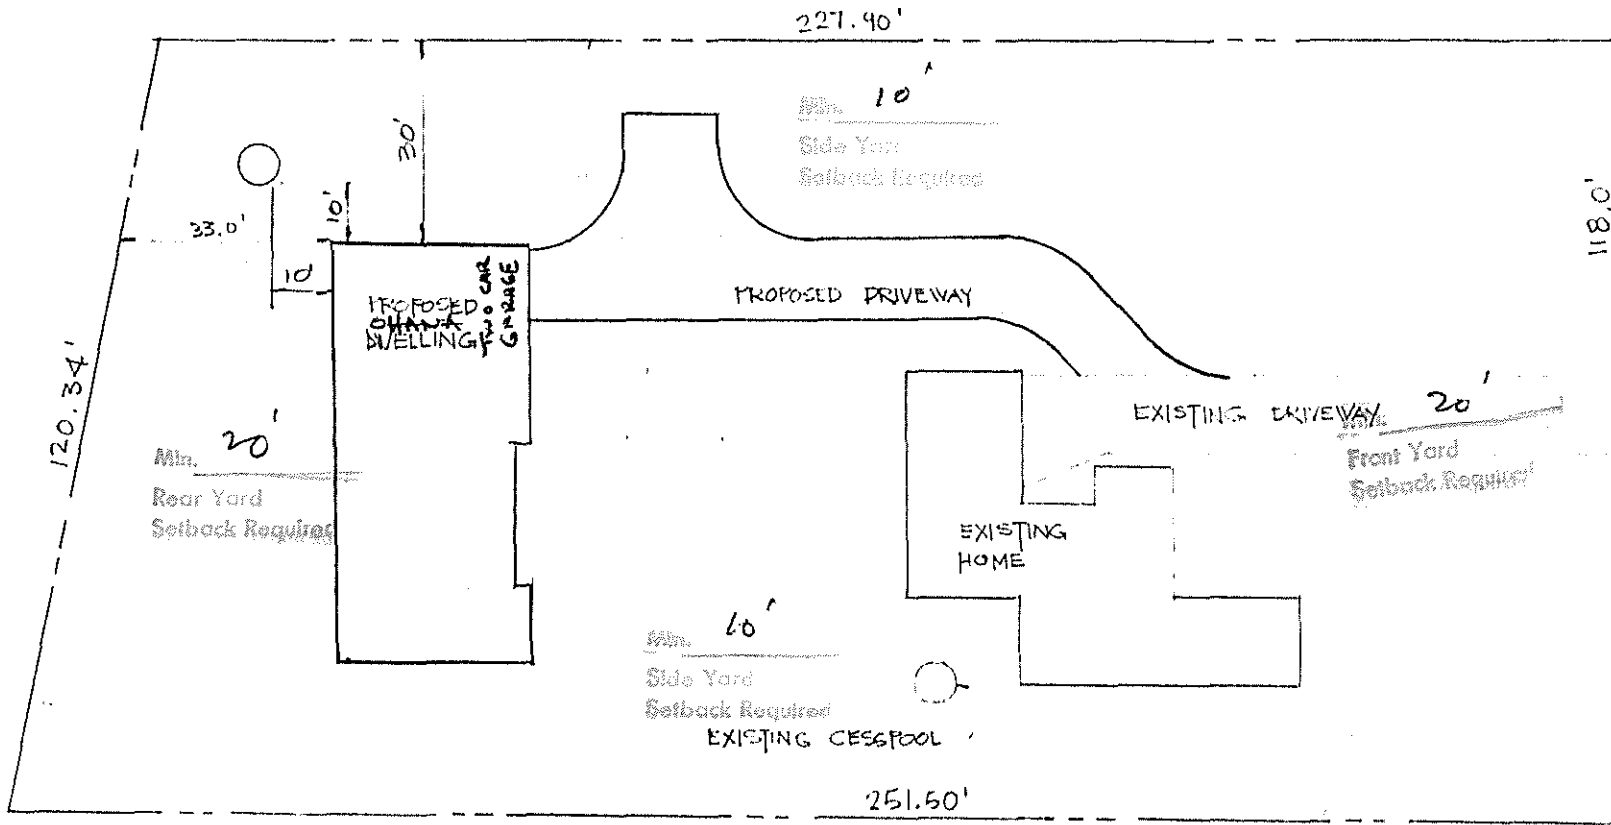 227.90'
Min. 10'
Side Yard
Setback Required
30'
118.0'
10'
33.0'
10'
PROPOSED
OHANA
DWELLING
TWO CAR
GARAGE
PROPOSED DRIVEWAY
120.34'
EXISTING DRIVEWAY
Min. 20'
Front Yard
Setback Required
Min. 20'
Rear Yard
Setback Required
EXISTING
HOME
Min. 10'
Side Yard
Setback Required
EXISTING CESSPOOL
251.50'